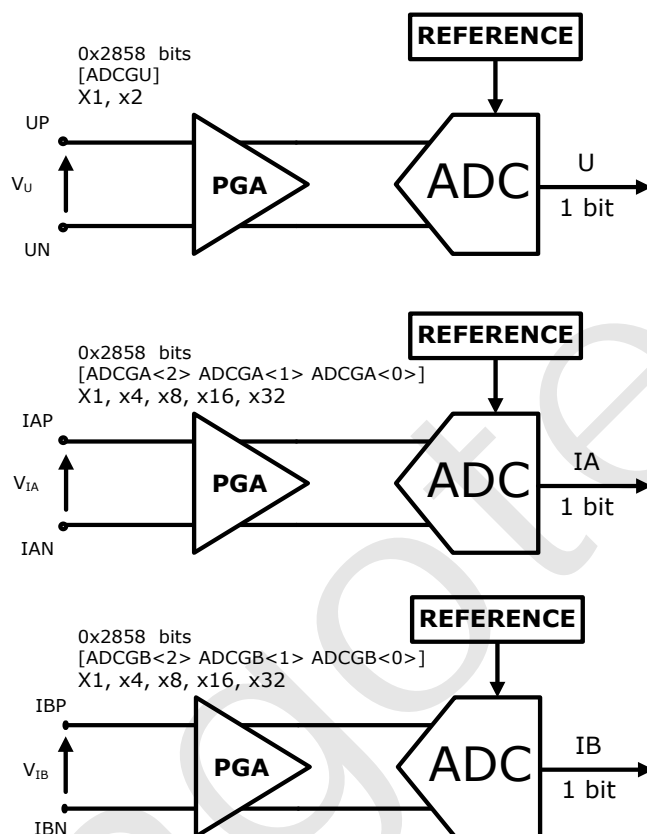 REFERENCE
0x2858 bits
[ADCGU]
X1, x2
UP
VU
UN
PGA
ADC
U
1 bit
REFERENCE
0x2858 bits
[ADCGA<2> ADCGA<1> ADCGA<0>]
X1, x4, x8, x16, x32
IAP
VIA
IAN
PGA
ADC
IA
1 bit
REFERENCE
0x2858 bits
[ADCGB<2> ADCGB<1> ADCGB<0>]
X1, x4, x8, x16, x32
IBP
VIB
IBN
PGA
ADC
IB
1 bit